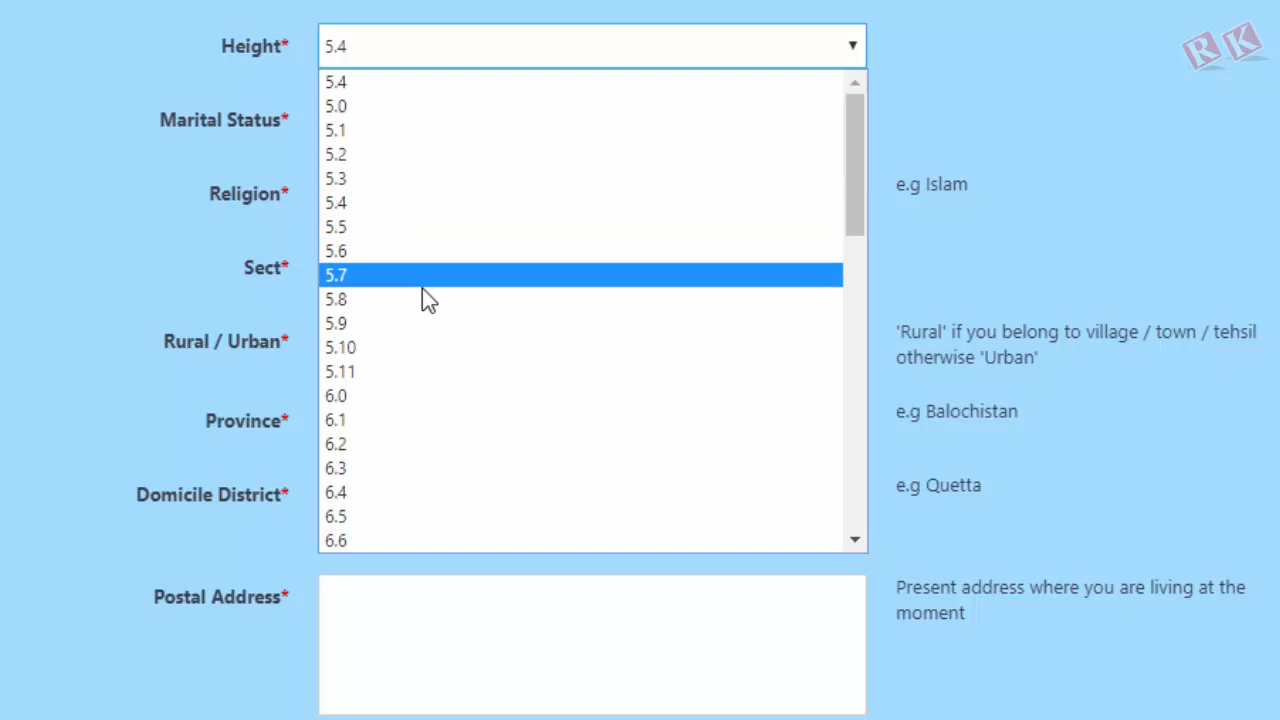 Height*
5.4
RK
5.4
5.0
5.1
5.2
5.3
5.4
5.5
5.6
5.7
5.8
5.9
5.10
5.11
6.0
6.1
6.2
6.3
6.4
6.5
6.6
Marital Status*
Religion*
e.g Islam
Sect*
Rural / Urban*
'Rural' if you belong to village / town / tehsil
otherwise 'Urban'
Province*
e.g Balochistan
Domicile District*
e.g Quetta
Postal Address*
Present address where you are living at the
moment